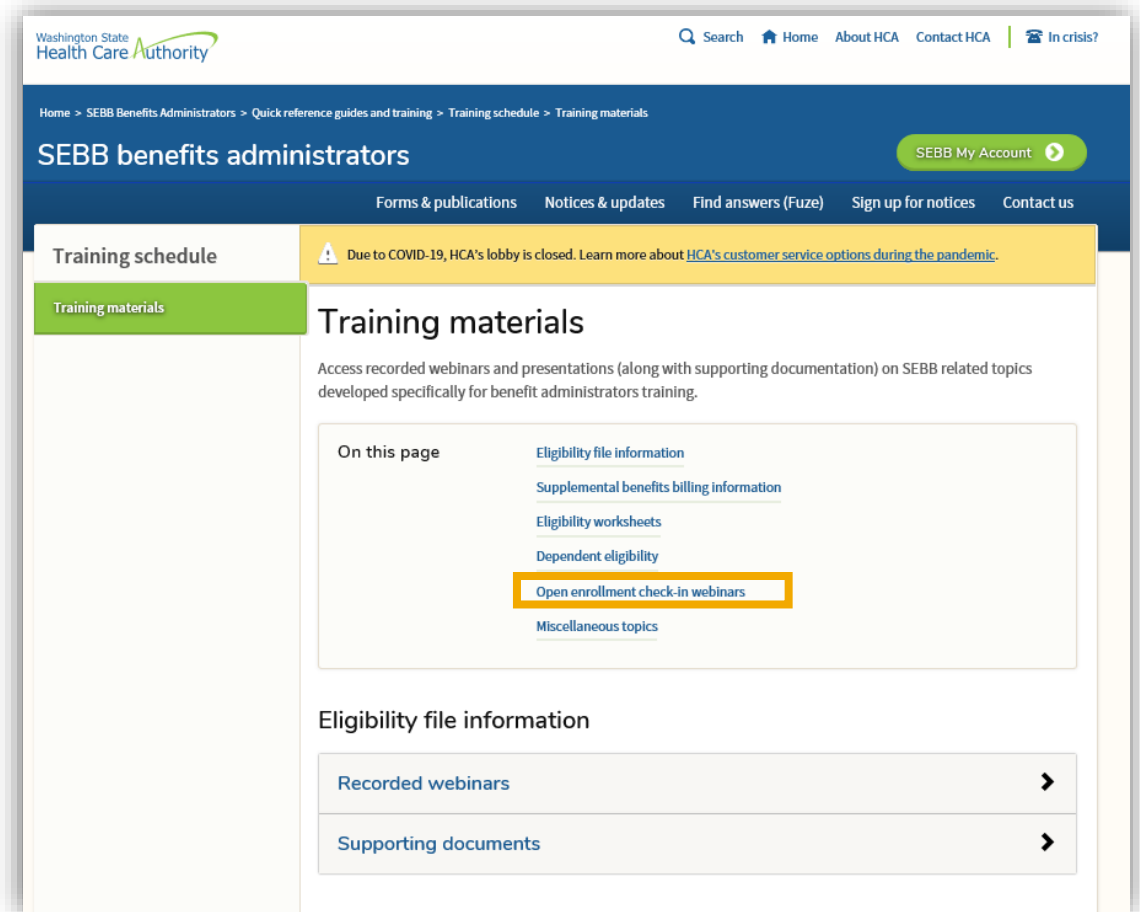 Washington State
Health Care Authority
Search Home About HCA Contact HCA In crisis?
Home > SEBB Benefits Administrators > Quick reference guides and training > Training schedule > Training materials
SEBB benefits administrators
SEBB My Account
Forms & publications Notices & updates Find answers (Fuze) Sign up for notices Contact us
Training schedule
Due to COVID-19, HCA's lobby is closed. Learn more about HCA's customer service options during the pandemic.
Training materials
Training materials
Access recorded webinars and presentations (along with supporting documentation) on SEBB related topics
developed specifically for benefit administrators training.
On this page
Eligibility file information
Supplemental benefits billing information
Eligibility worksheets
Dependent eligibility
Open enrollment check-in webinars
Miscellaneous topics
Eligibility file information
Recorded webinars
Supporting documents